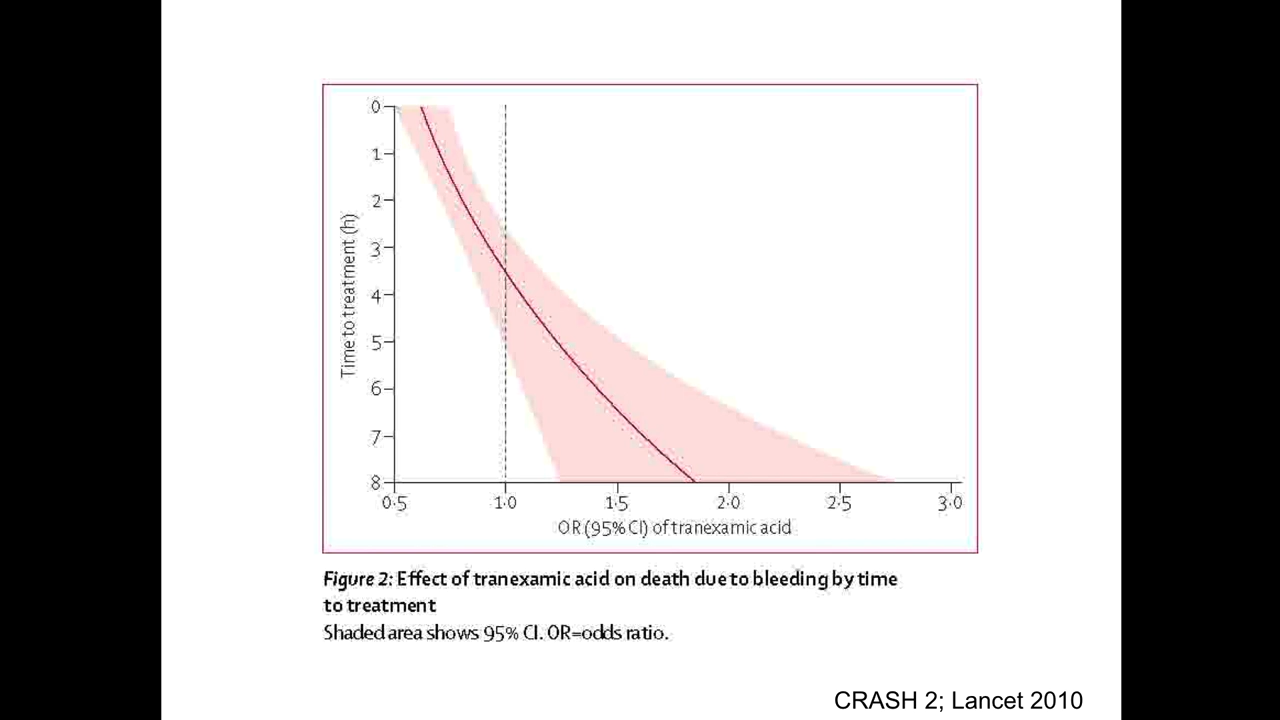 0
1
2
3
4
5
6
7
8
Time to treatment (h)
0·5
1·0
1·5
2·0
2·5
3·0
OR (95% CI) of tranexamic acid
Figure 2: Effect of tranexamic acid on death due to bleeding by time
to treatment
Shaded area shows 95% CI. OR=odds ratio.
CRASH 2; Lancet 2010